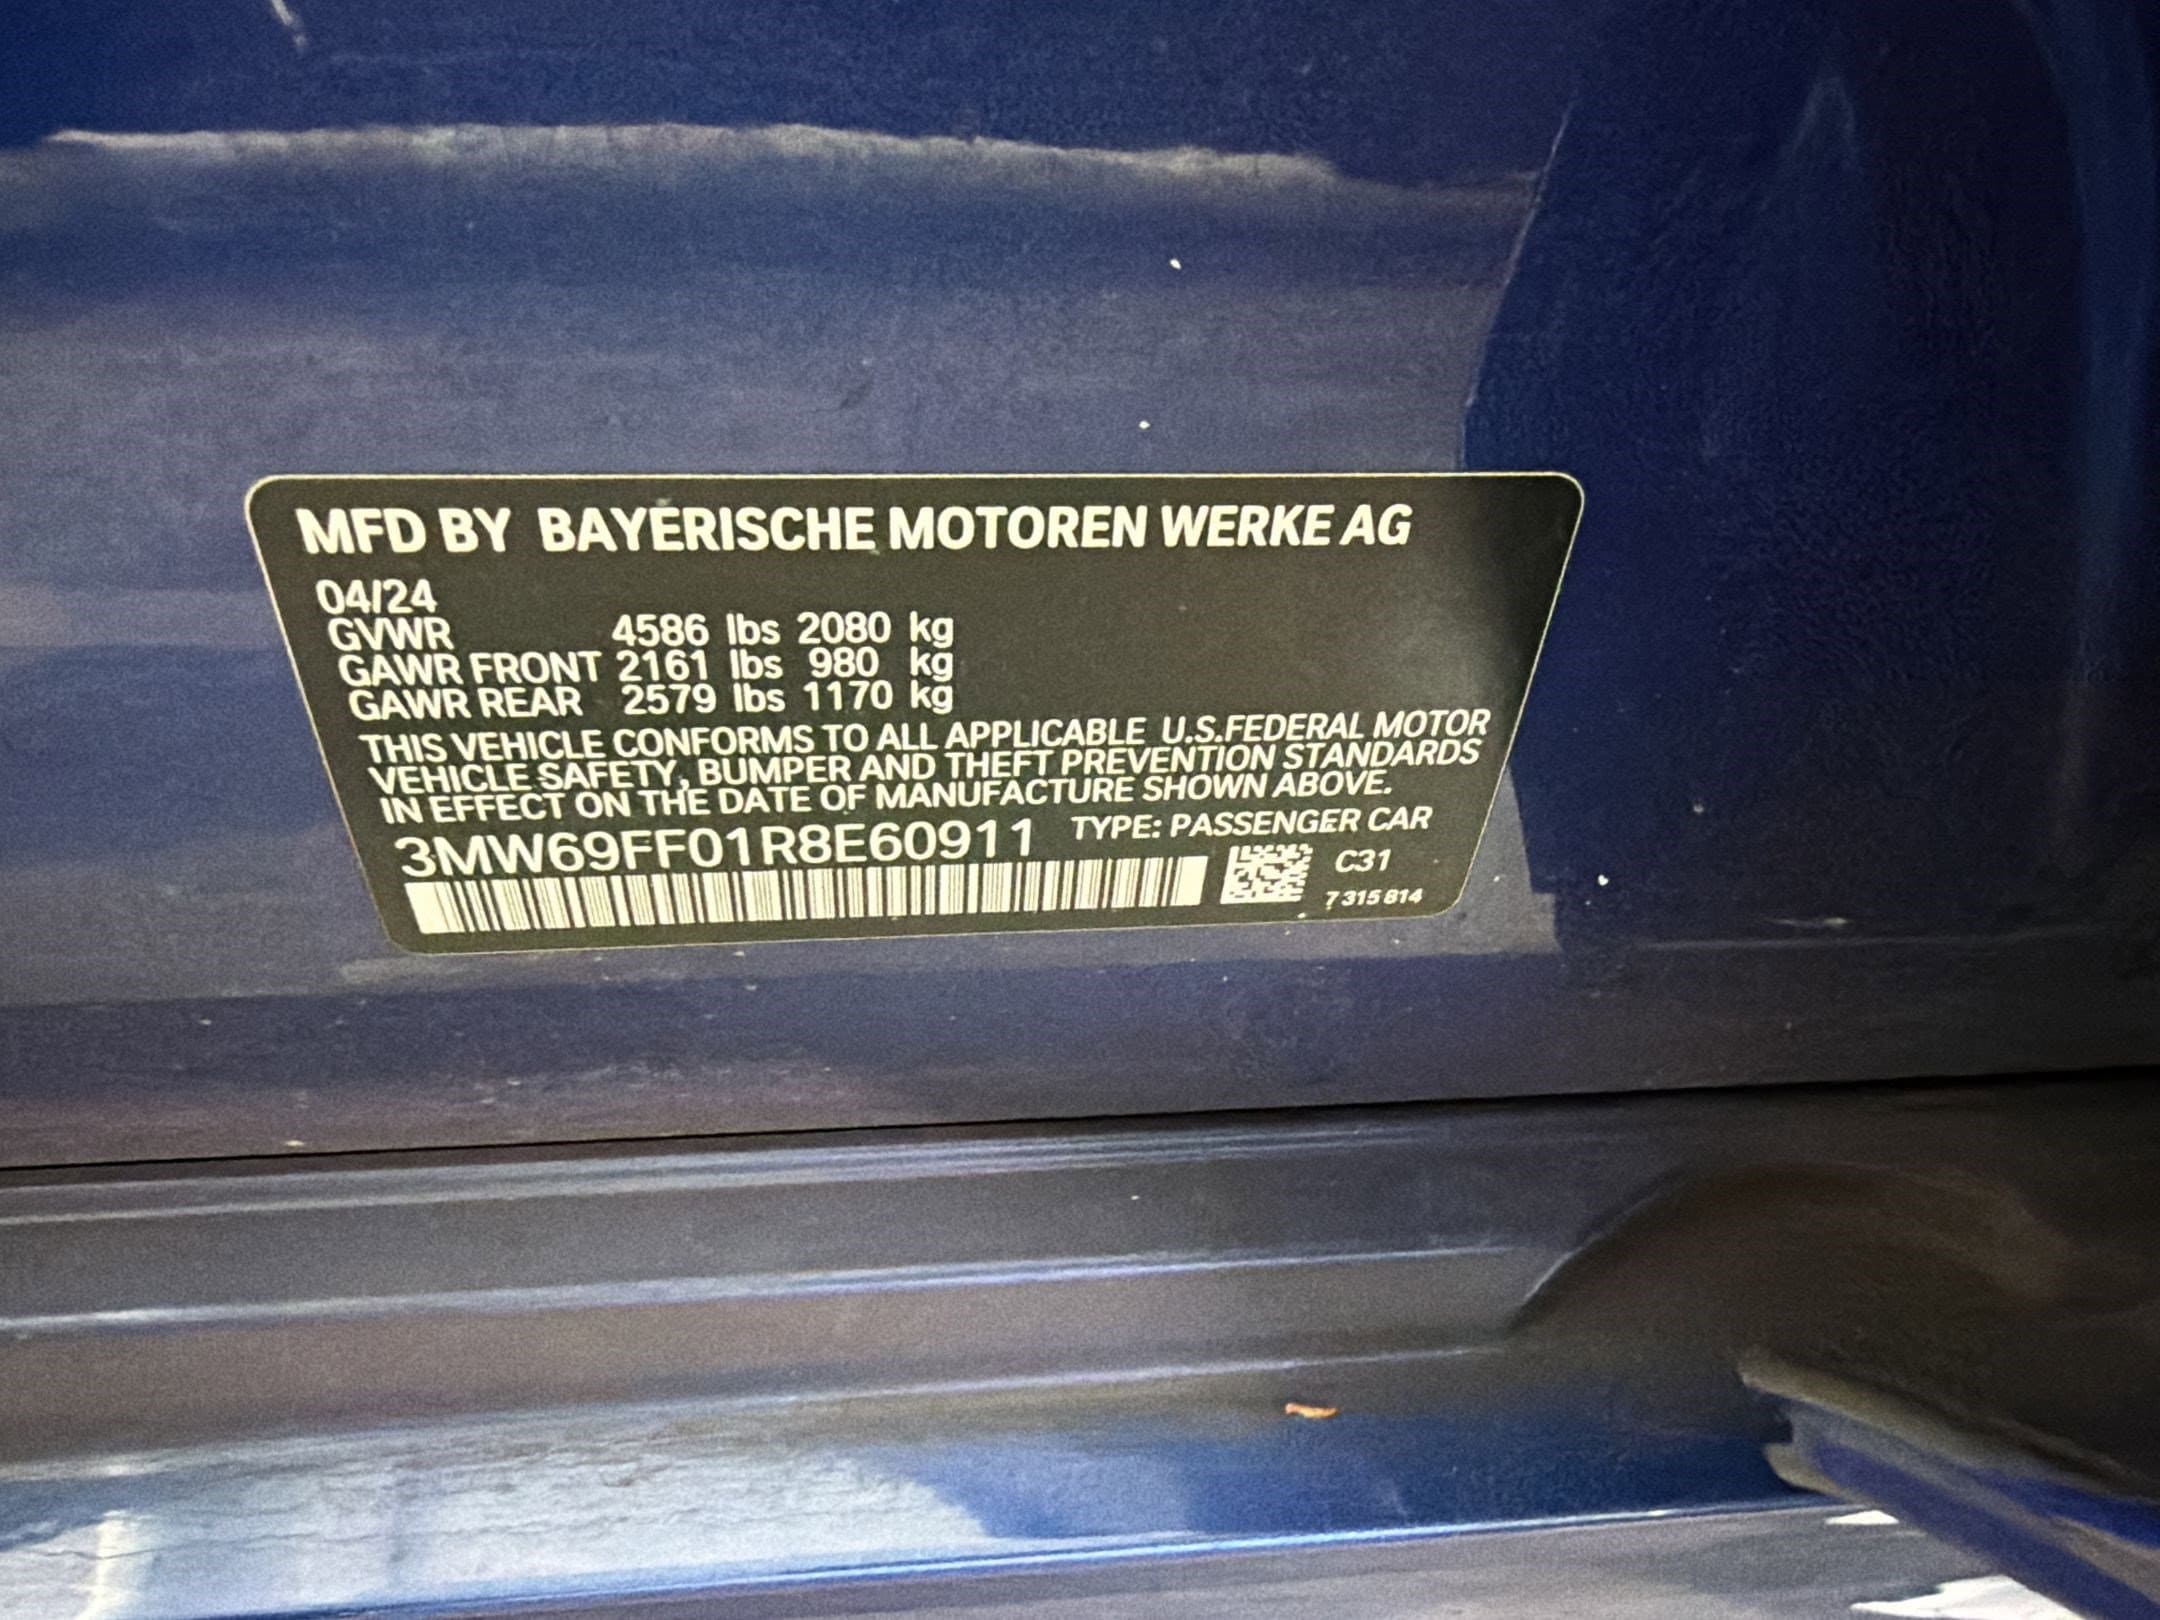 MFD BY BAYERISCHE MOTOREN WERKE AG
04/24
GVWR 4586 lbs 2080 kg
GAWR FRONT 2161 lbs 980 kg
GAWR REAR 2579 lbs 1170 kg
THIS VEHICLE CONFORMS TO ALL APPLICABLE U.S.FEDERAL MOTOR
VEHICLE SAFETY, BUMPER AND THEFT PREVENTION STANDARDS
IN EFFECT ON THE DATE OF MANUFACTURE SHOWN ABOVE.
3MW69FF01R8E60911 TYPE: PASSENGER CAR
C31
7 315 814